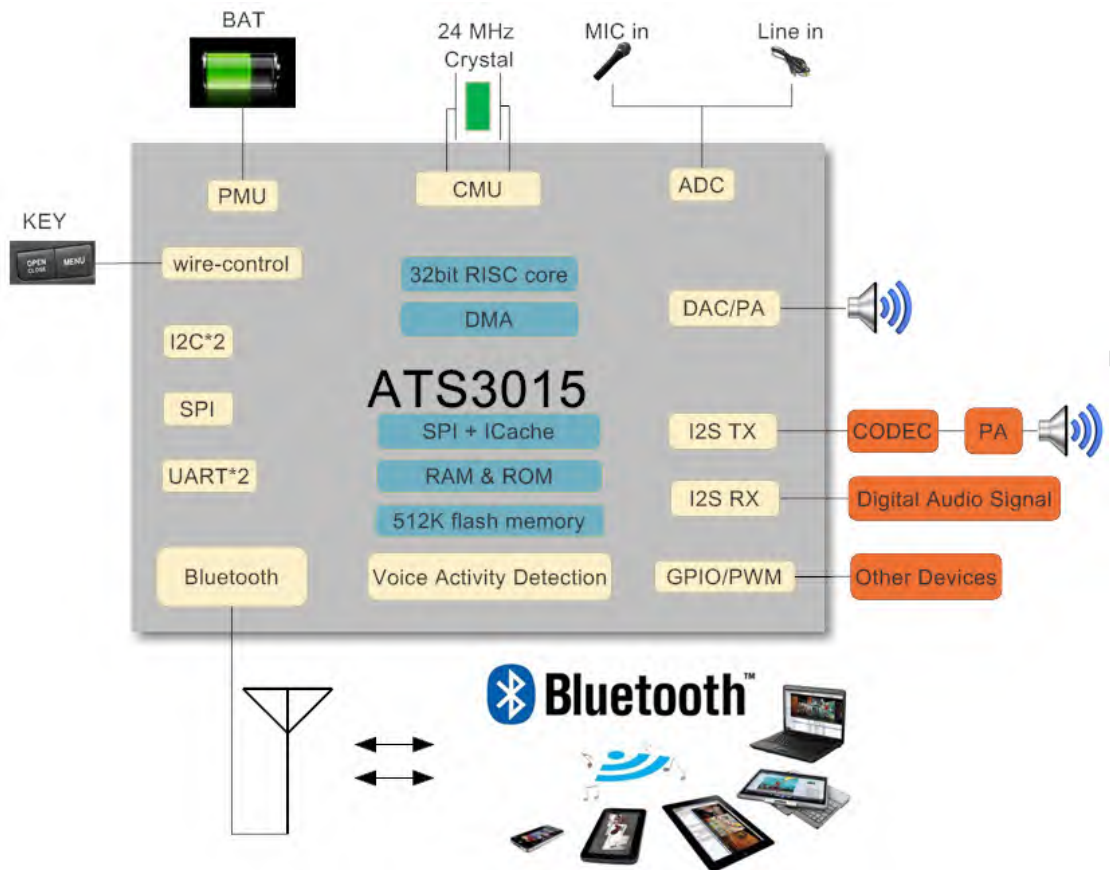 BAT
24 MHz
Crystal
MIC in
Line in
PMU
CMU
ADC
KEY
OPEN
CLOSE
MENU
wire-control
32bit RISC core
DMA
DAC/PA
I2C*2
ATS3015
SPI
SPI + ICache
I2S TX
CODEC
PA
UART*2
RAM & ROM
I2S RX
Digital Audio Signal
512K flash memory
Bluetooth
Voice Activity Detection
GPIO/PWM
Other Devices
Bluetooth™